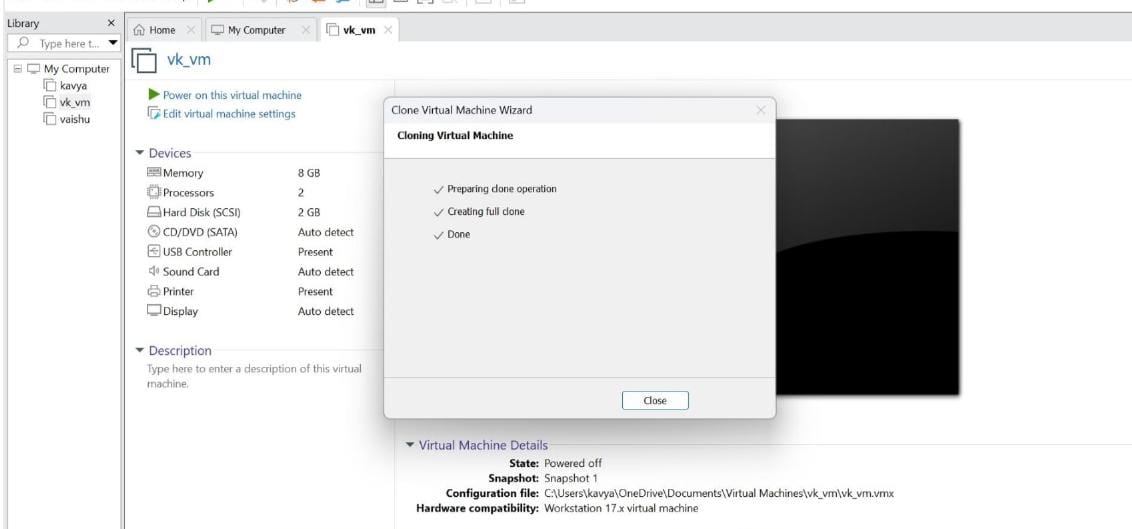 Library ×
Type here t...
My Computer
kavya
vk_vm
vaishu
Home × My Computer × vk_vm ×
vk_vm
Power on this virtual machine
Edit virtual machine settings
Devices
Memory 8 GB
Processors 2
Hard Disk (SCSI) 2 GB
CD/DVD (SATA) Auto detect
USB Controller Present
Sound Card Auto detect
Printer Present
Display Auto detect
Description
Type here to enter a description of this virtual
machine.
Clone Virtual Machine Wizard ×
Cloning Virtual Machine
Preparing clone operation
Creating full clone
Done
Close
Virtual Machine Details
State: Powered off
Snapshot: Snapshot 1
Configuration file: C:\Users\kavya\OneDrive\Documents\Virtual Machines\vk_vm\vk_vm.vmx
Hardware compatibility: Workstation 17.x virtual machine